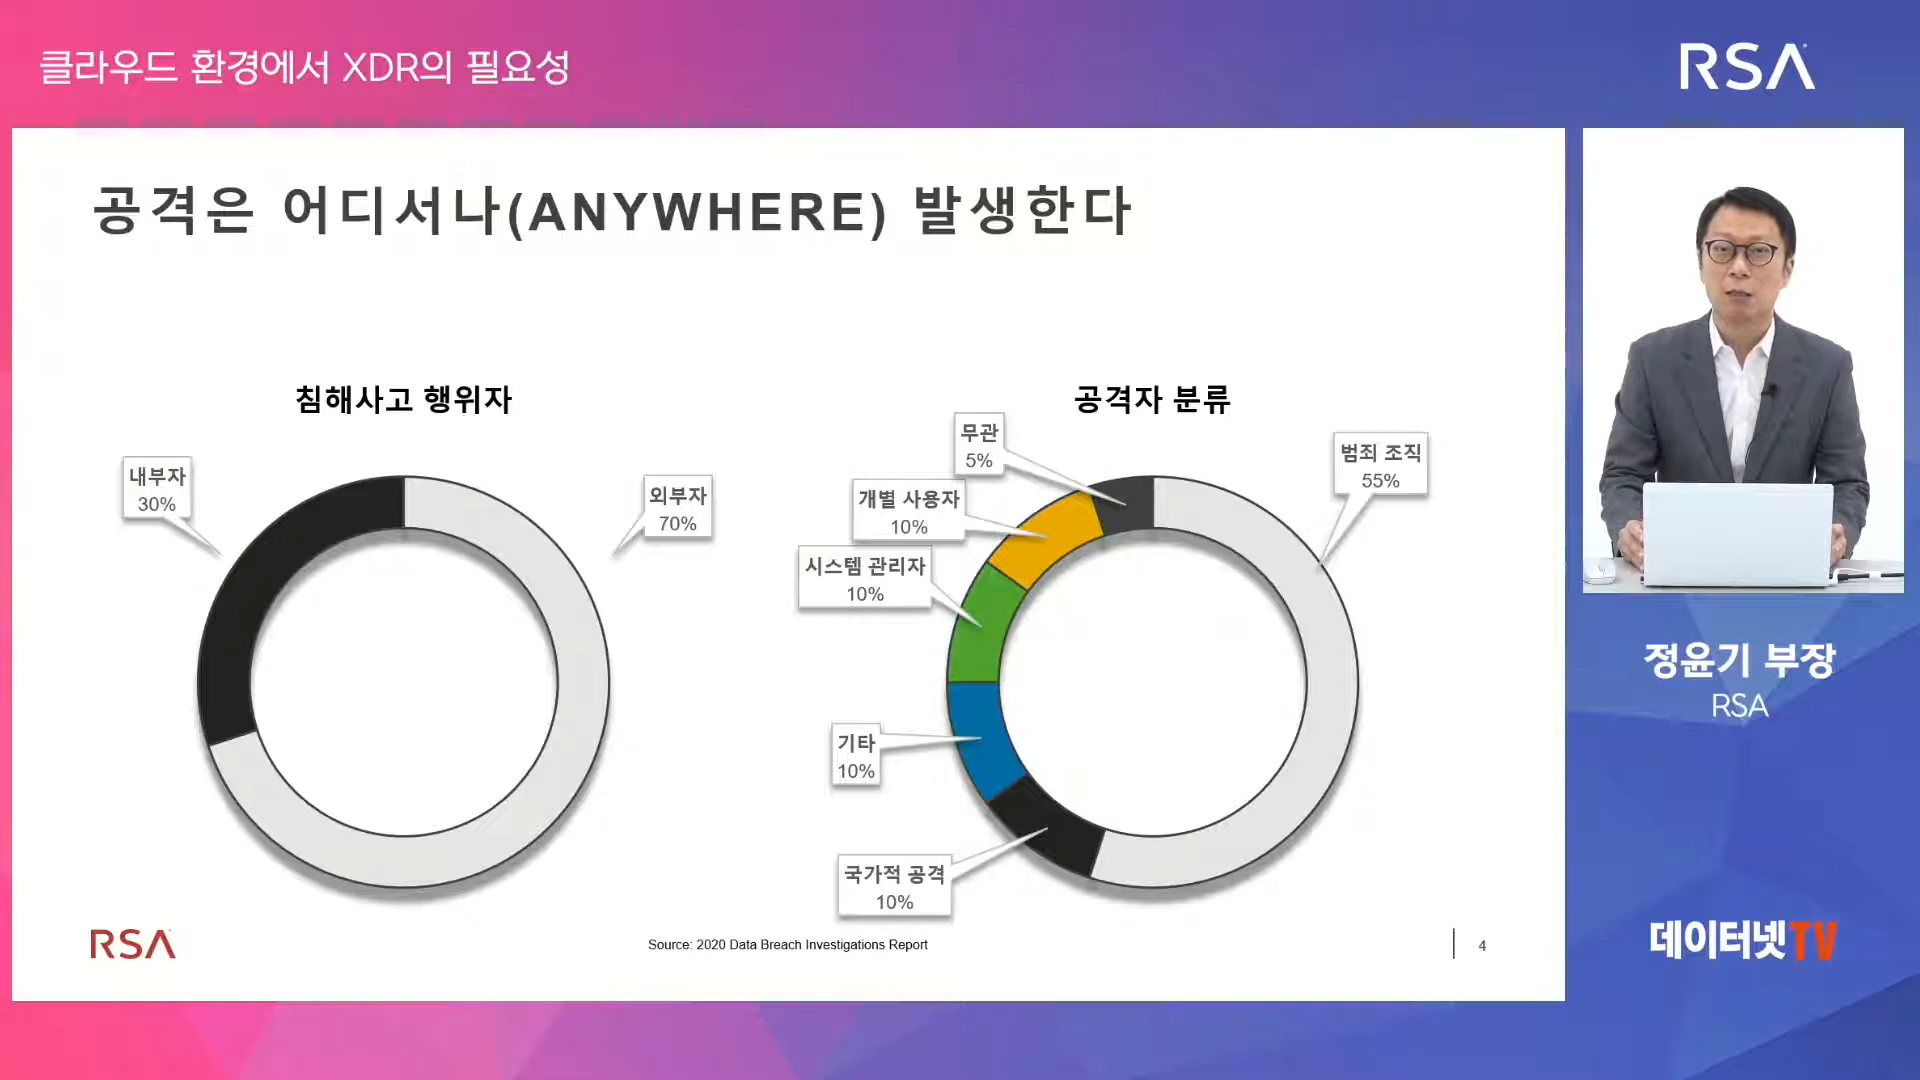 클라우드 환경에서 XDR의 필요성
RSA
공격은 어디서나(ANYWHERE) 발생한다
침해사고 행위자
내부자
30%
외부자
70%
공격자 분류
무관
5%
범죄 조직
55%
개별 사용자
10%
시스템 관리자
10%
기타
10%
국가적 공격
10%
RSA
Source: 2020 Data Breach Investigations Report
4
정윤기 부장
RSA
데이터넷TV